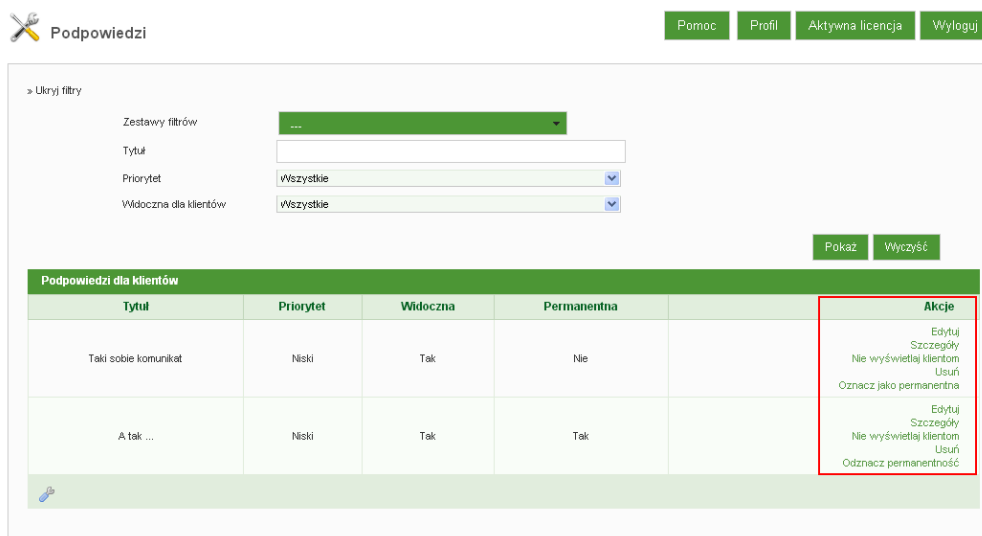 Podpowiedzi
Pomoc Profil Aktywna licencja Wyloguj
» Ukryj filtry
Zestawy filtrów ---
Tytuł
Priorytet Wszystkie
Widoczna dla klientów Wszystkie
Pokaż Wyczyść
Podpowiedzi dla klientów
Tytuł Priorytet Widoczna Permanentna Akcje
Taki sobie komunikat Niski Tak Nie
Edytuj
Szczegóły
Nie wyświetlaj klientom
Usuń
Oznacz jako permanentna
A tak ... Niski Tak Tak
Edytuj
Szczegóły
Nie wyświetlaj klientom
Usuń
Odznacz permanentność